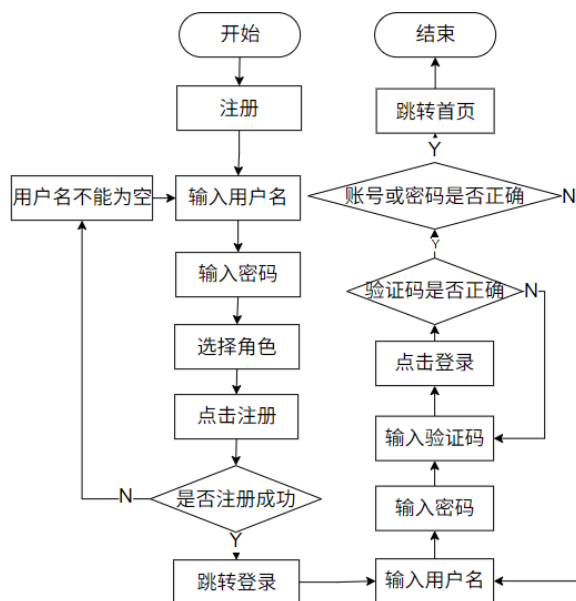 开始
注册
用户名不能为空
输入用户名
输入密码
选择角色
点击注册
是否注册成功
N
Y
跳转登录
输入用户名
输入密码
输入验证码
点击登录
验证码是否正确
N
Y
账号或密码是否正确
N
Y
跳转首页
结束